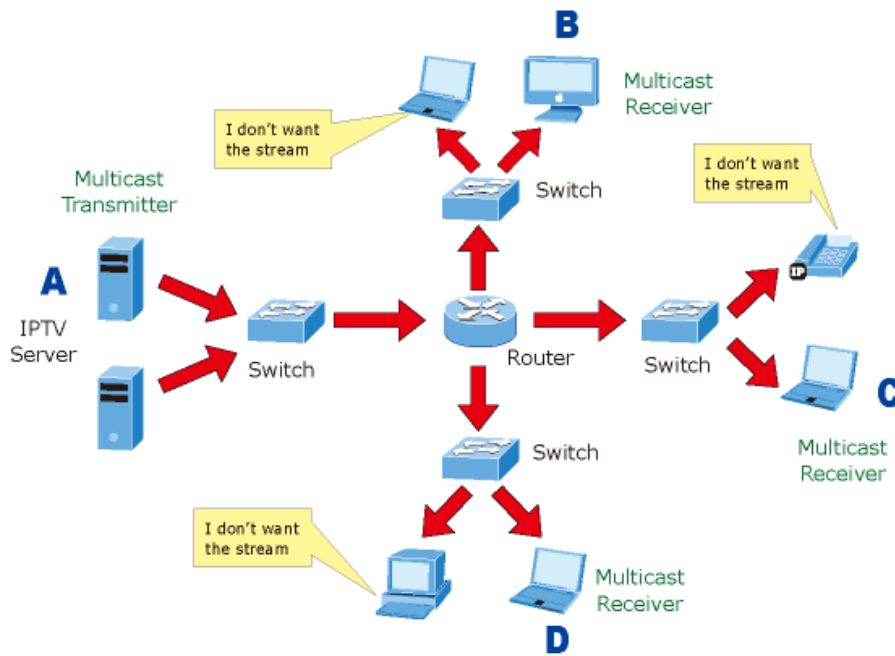 B
Multicast
Receiver
I don't want
the stream
Switch
I don't want
the stream
IP
Multicast
Transmitter
A
IPTV
Server
Switch
Router
Switch
C
Multicast
Receiver
Switch
I don't want
the stream
Multicast
Receiver
D